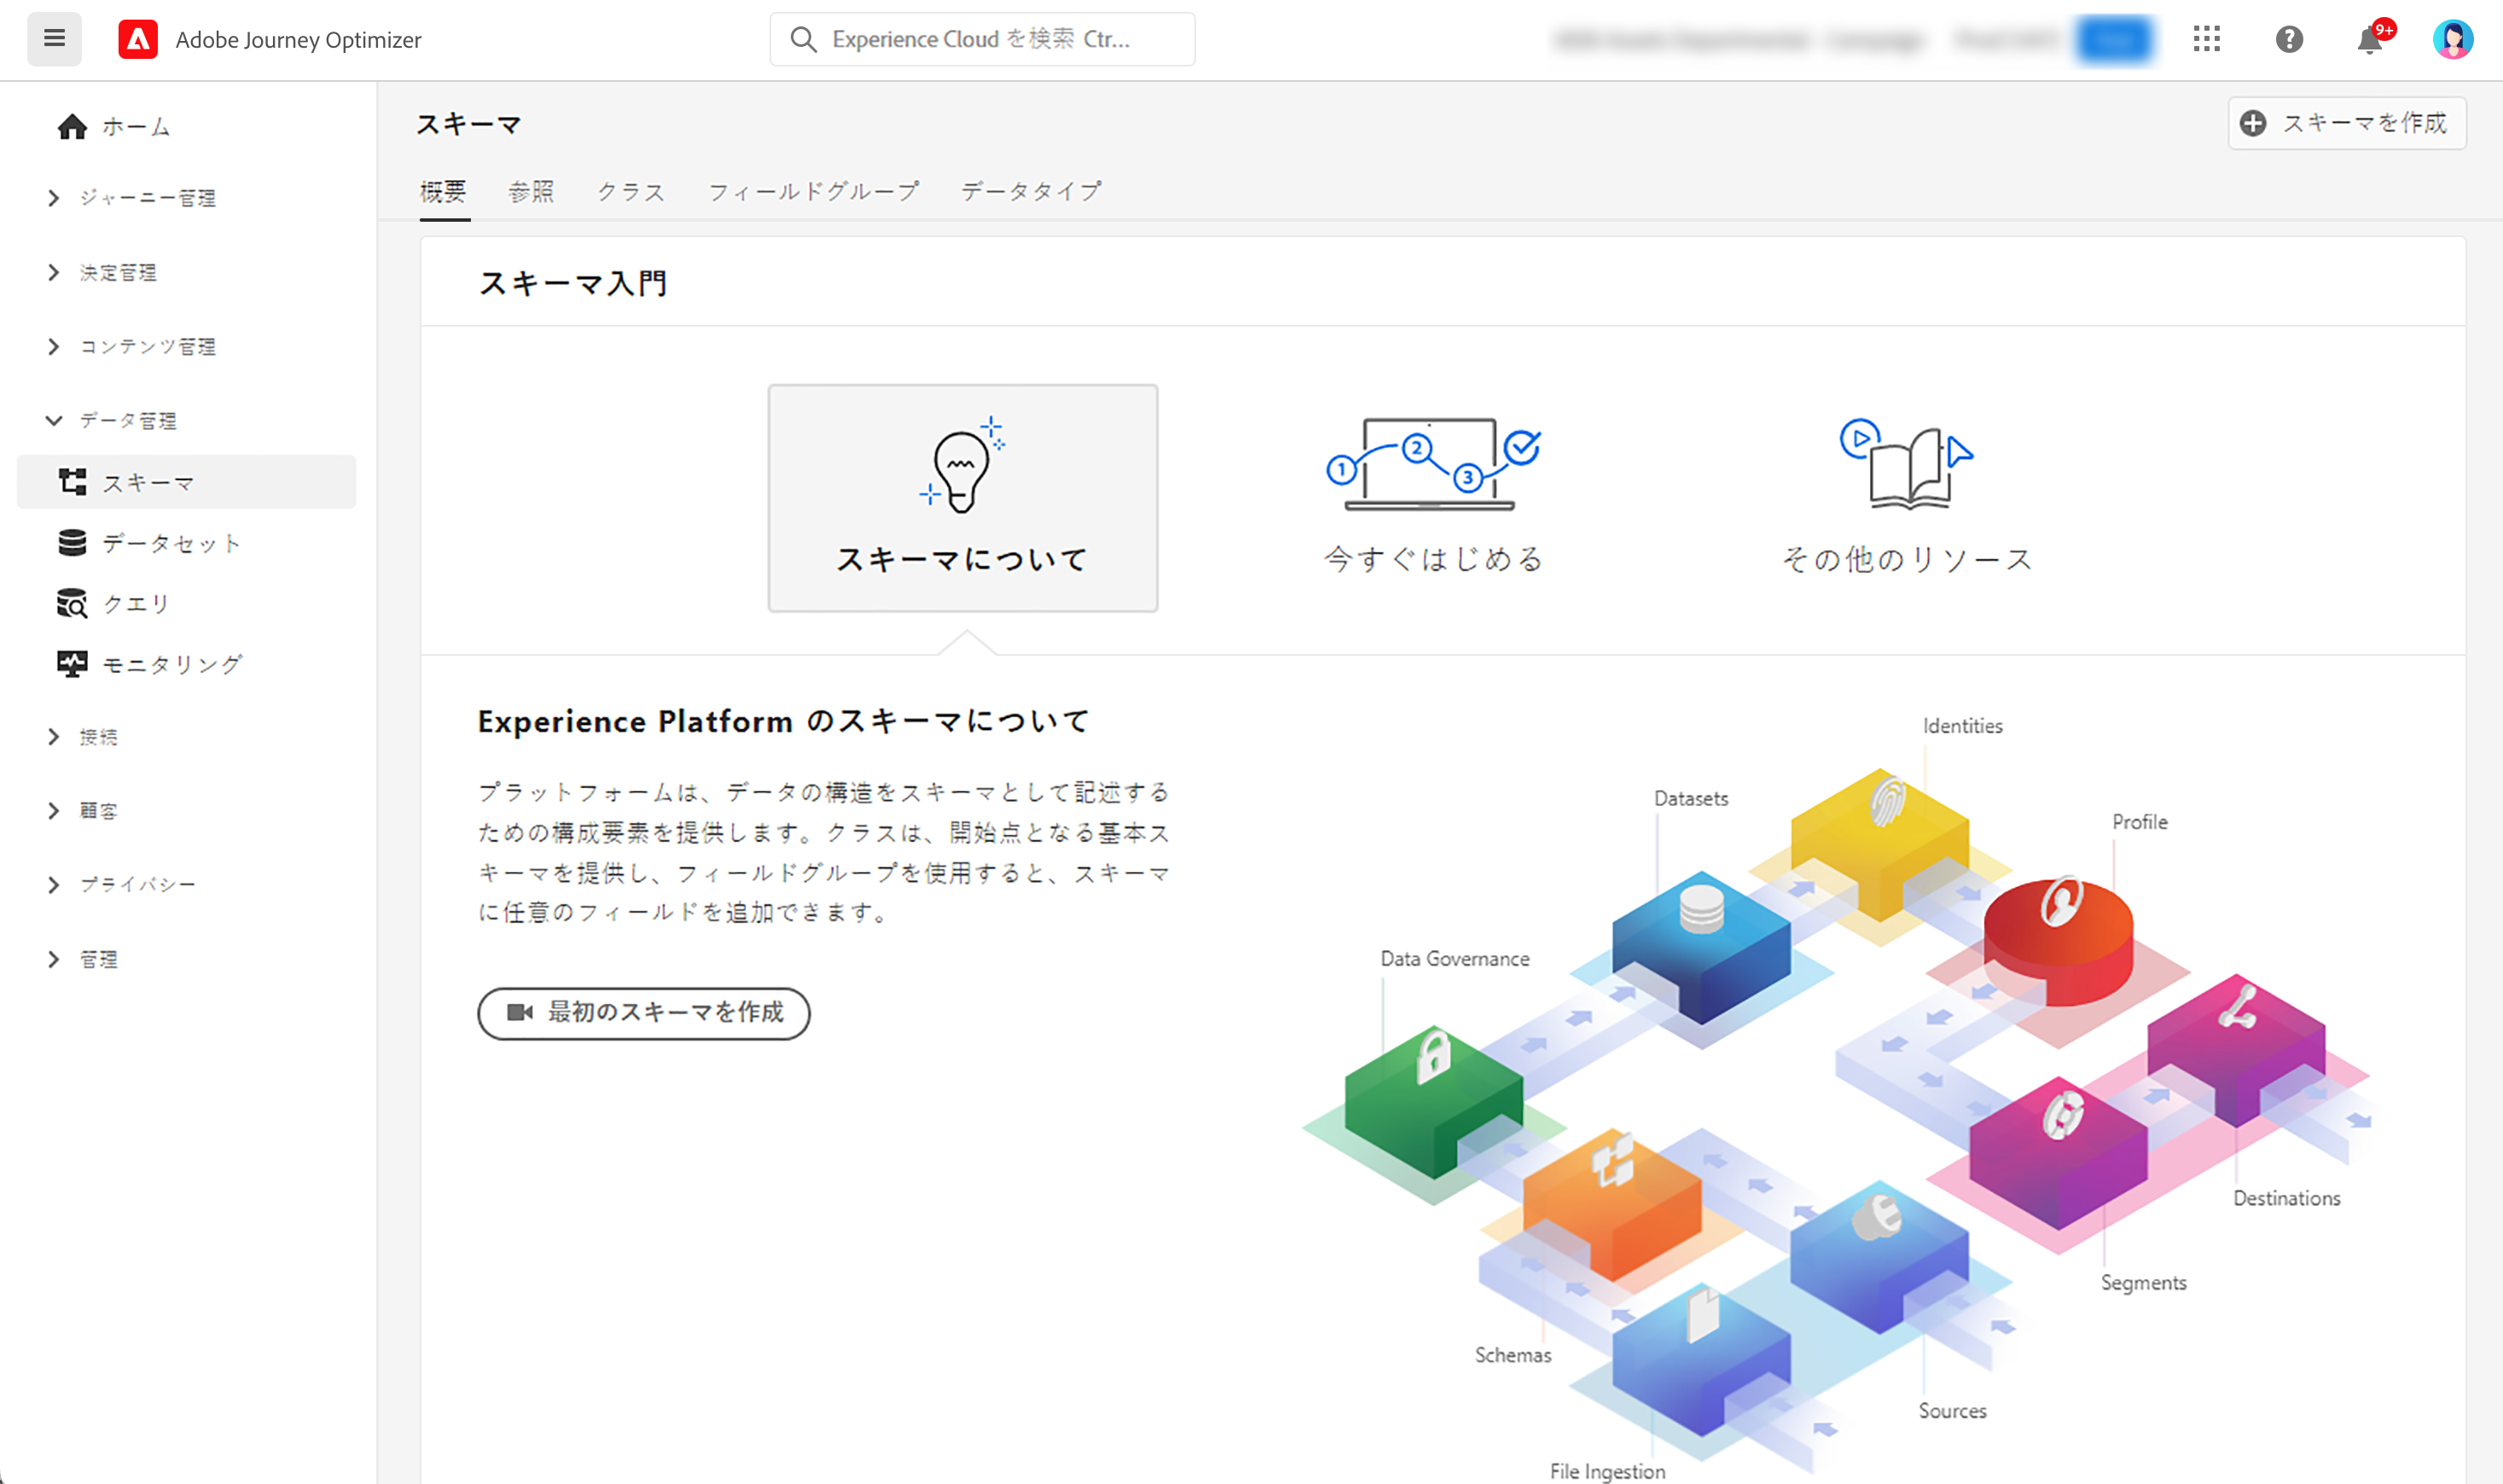 Adobe Journey Optimizer
Experience Cloud を検索 Ctr...
9+
ホーム
ジャーニー管理
決定管理
コンテンツ管理
データ管理
スキーマ
データセット
クエリ
モニタリング
接続
顧客
プライバシー
管理
スキーマ
スキーマを作成
概要 参照 クラス フィールドグループ データタイプ
スキーマ入門
1 2 3
スキーマについて
今すぐはじめる
その他のリソース
Experience Platform のスキーマについて
プラットフォームは、データの構造をスキーマとして記述する
ための構成要素を提供します。クラスは、開始点となる基本ス
キーマを提供し、フィールドグループを使用すると、スキーマ
に任意のフィールドを追加できます。
最初のスキーマを作成
Identities
Datasets
Profile
Data Governance
Destinations
Segments
Schemas
Sources
File Ingestion